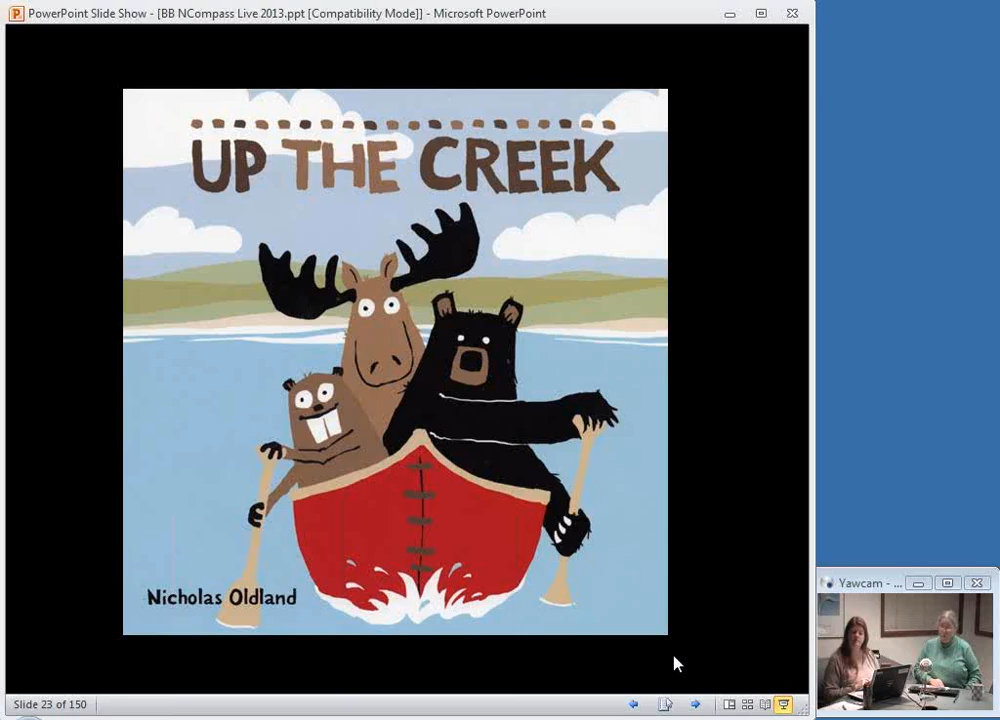 PowerPoint Slide Show - [BB NCompass Live 2013.ppt [Compatibility Mode]] - Microsoft PowerPoint
UP THE CREEK
Nicholas Oldland
Yawcam - ...
Slide 23 of 150